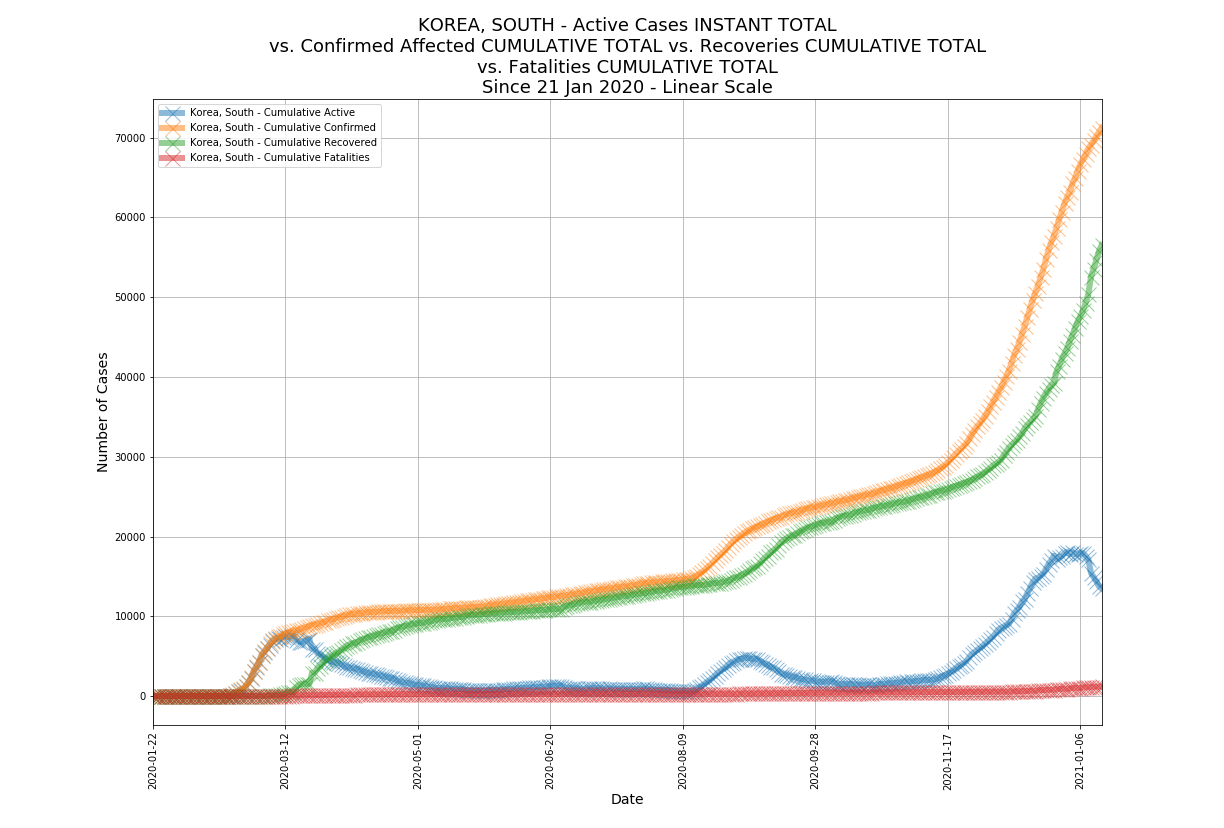 KOREA, SOUTH - Active Cases INSTANT TOTAL
vs. Confirmed Affected CUMULATIVE TOTAL vs. Recoveries CUMULATIVE TOTAL
vs. Fatalities CUMULATIVE TOTAL
Since 21 Jan 2020 - Linear Scale
Korea, South - Cumulative Active
Korea, South - Cumulative Confirmed
Korea, South - Cumulative Recovered
Korea, South - Cumulative Fatalities
Number of Cases
70000
60000
50000
40000
30000
20000
10000
0
2020-01-22
2020-03-12
2020-05-01
2020-06-20
2020-08-09
2020-09-28
2020-11-17
2021-01-06
Date